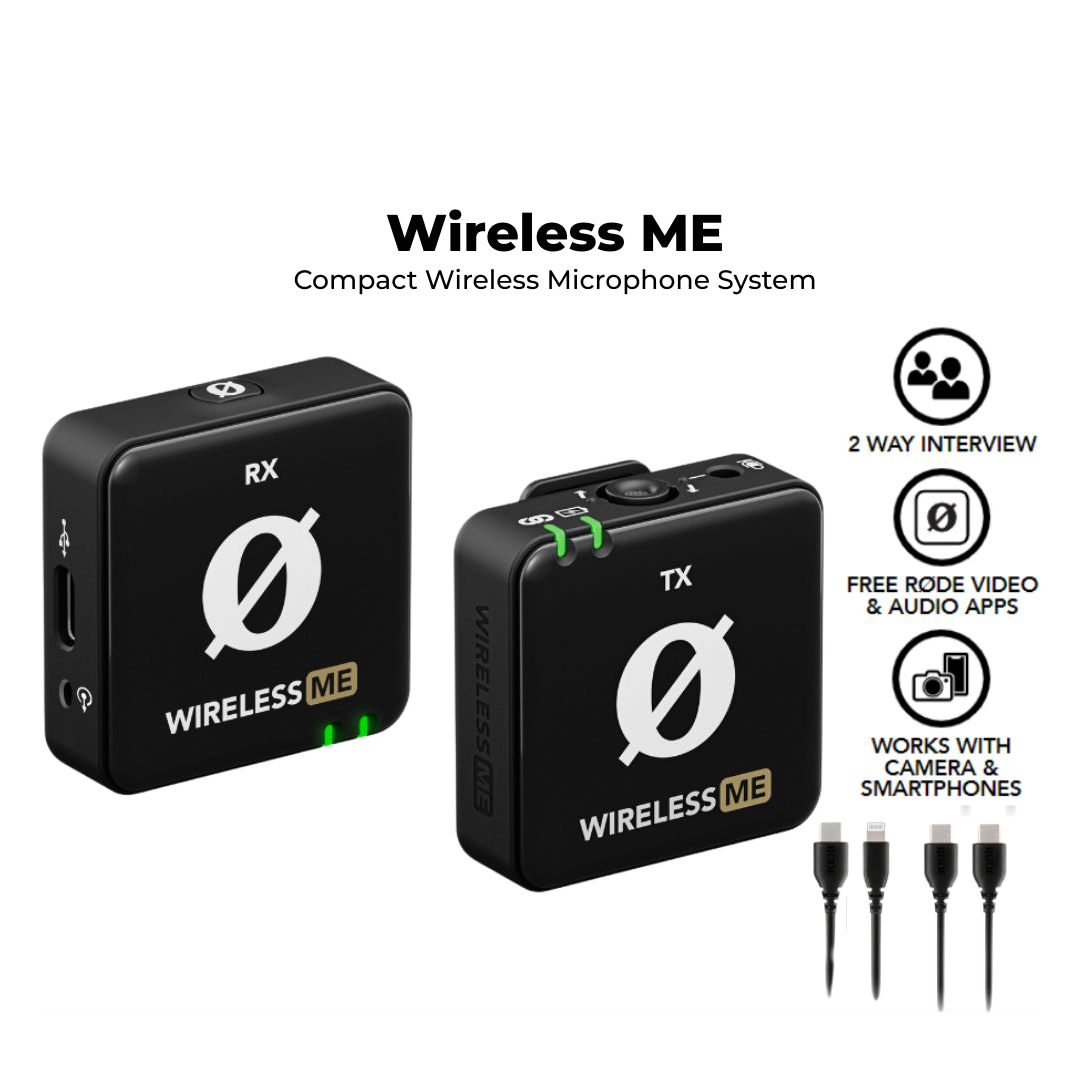 Wireless ME
Compact Wireless Microphone System
RX
WIRELESS ME
TX
WIRELESS ME
WIRELESS ME
2 WAY INTERVIEW
FREE RØDE VIDEO
& AUDIO APPS
WORKS WITH
CAMERA &
SMARTPHONES